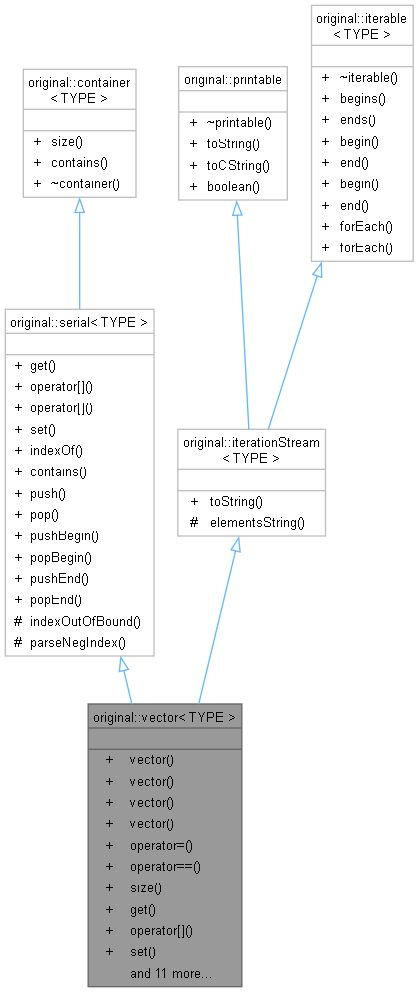 original::iterable
< TYPE >
+ ~iterable()
+ begins()
+ ends()
+ begin()
+ end()
+ begin()
+ end()
+ forEach()
+ forEach()
original::container
< TYPE >
+ size()
+ contains()
+ ~container()
original::printable
+ ~printable()
+ toString()
+ toCString()
+ boolean()
original::serial< TYPE >
+ get()
+ operator[]()
+ operator[]()
+ set()
+ indexOf()
+ contains()
+ push()
+ pop()
+ pushBegin()
+ popBegin()
+ pushEnd()
+ popEnd()
# indexOutOfBound()
# parseNegIndex()
original::iterationStream
< TYPE >
+ toString()
# elementsString()
original::vector< TYPE >
+ vector()
+ vector()
+ vector()
+ vector()
+ operator=()
+ operator==()
+ size()
+ get()
+ operator[]()
+ set()
and 11 more...